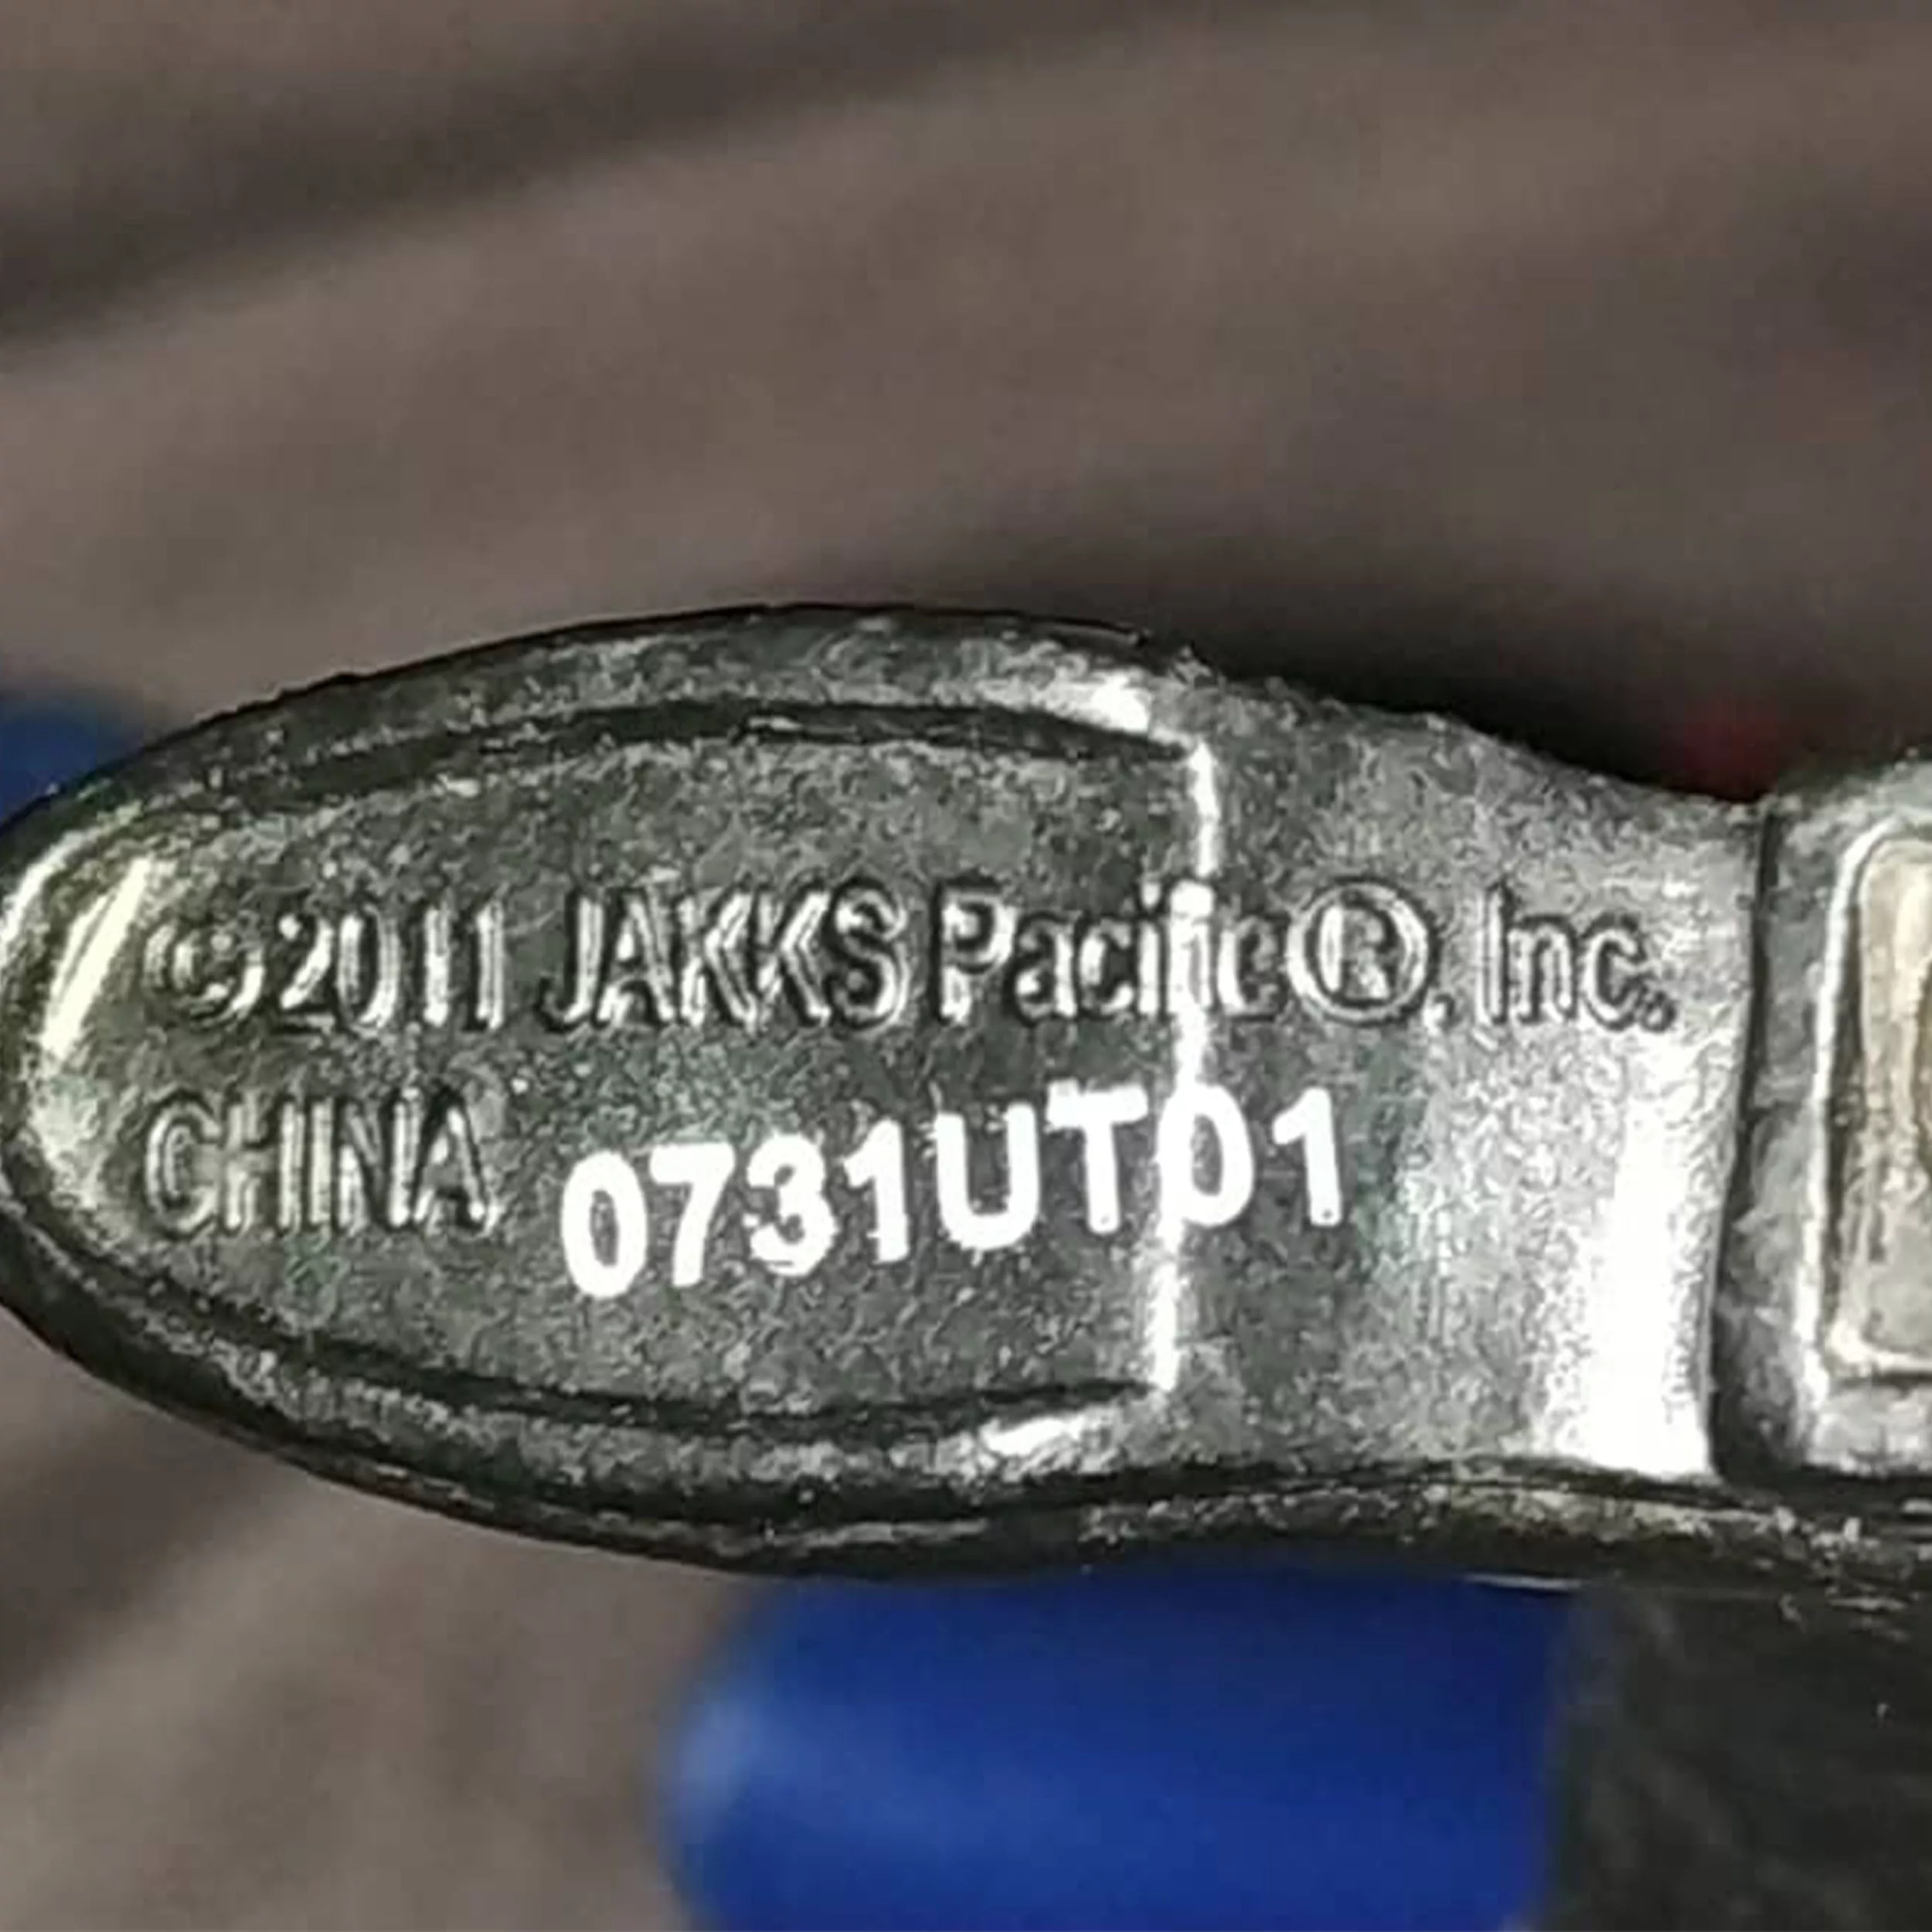 ©2011 JAKKS Pacific®, Inc.
CHINA 0731UT01